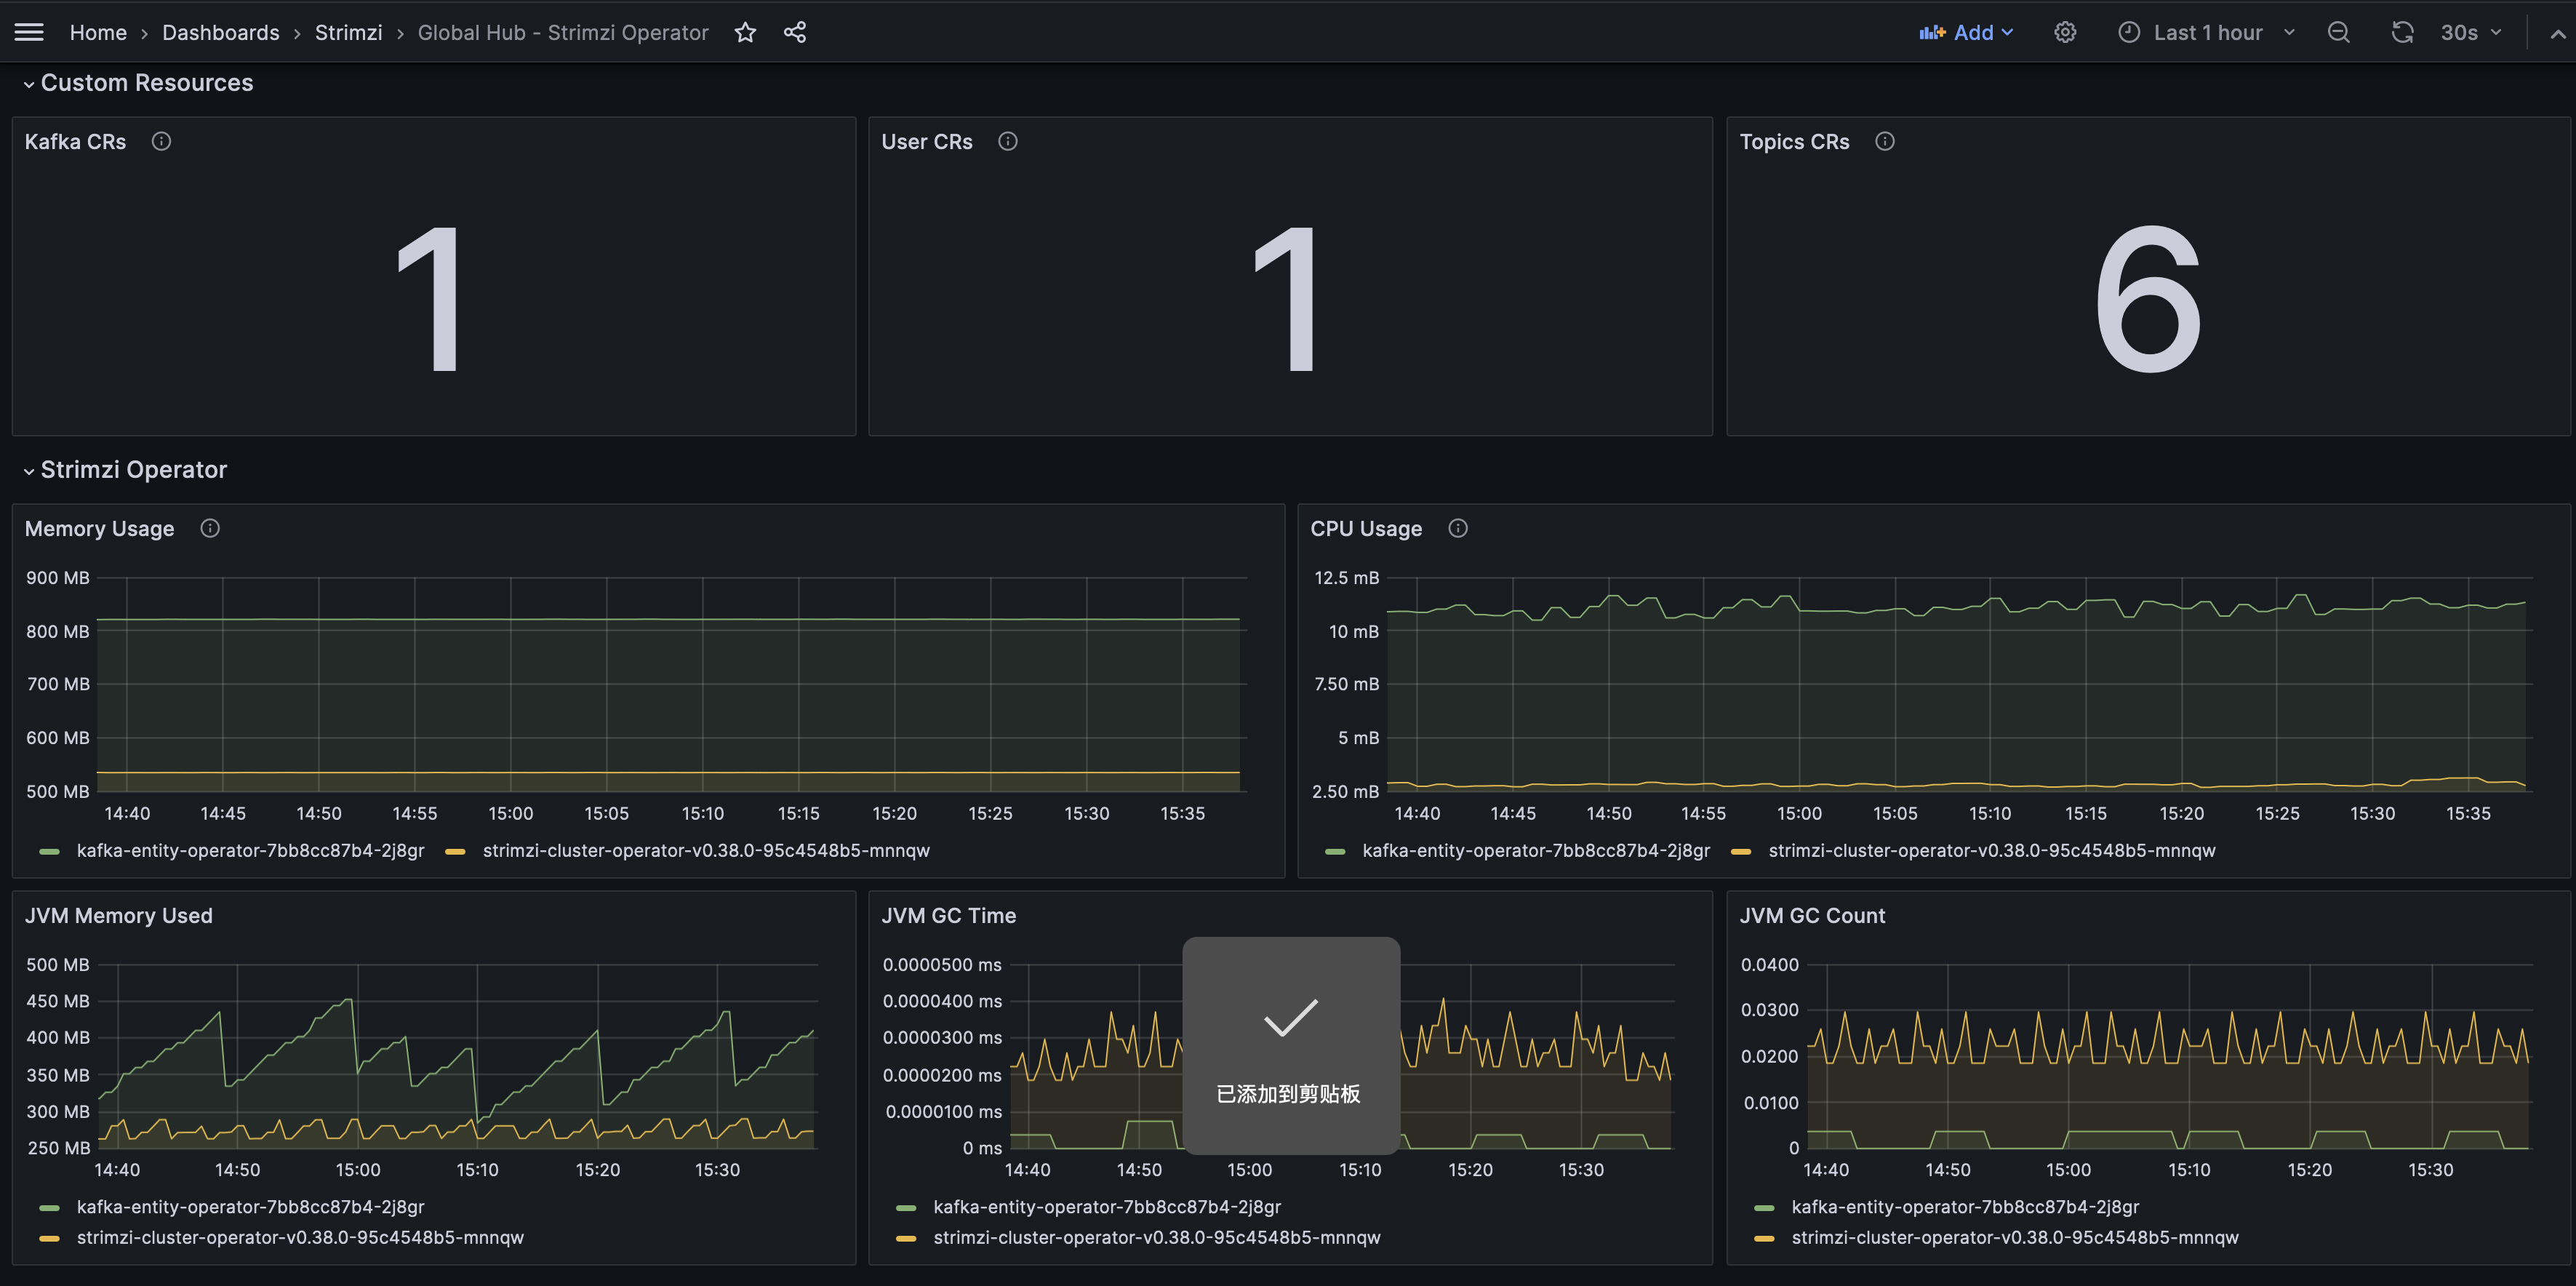 Home › Dashboards › Strimzi › Global Hub - Strimzi Operator Add Last 1 hour 30s
Custom Resources
Kafka CRs
1
User CRs
1
Topics CRs
6
Strimzi Operator
Memory Usage
900 MB
800 MB
700 MB
600 MB
500 MB
14:40 14:45 14:50 14:55 15:00 15:05 15:10 15:15 15:20 15:25 15:30 15:35
kafka-entity-operator-7bb8cc87b4-2j8gr strimzi-cluster-operator-v0.38.0-95c4548b5-mnnqw
CPU Usage
12.5 mB
10 mB
7.50 mB
5 mB
2.50 mB
14:40 14:45 14:50 14:55 15:00 15:05 15:10 15:15 15:20 15:25 15:30 15:35
kafka-entity-operator-7bb8cc87b4-2j8gr strimzi-cluster-operator-v0.38.0-95c4548b5-mnnqw
JVM Memory Used
500 MB
450 MB
400 MB
350 MB
300 MB
250 MB
14:40 14:50 15:00 15:10 15:20 15:30
kafka-entity-operator-7bb8cc87b4-2j8gr
strimzi-cluster-operator-v0.38.0-95c4548b5-mnnqw
JVM GC Time
0.0000500 ms
0.0000400 ms
0.0000300 ms
0.0000200 ms
0.0000100 ms
0 ms
14:40 14:50 15:00 15:10 15:20 15:30
kafka-entity-operator-7bb8cc87b4-2j8gr
strimzi-cluster-operator-v0.38.0-95c4548b5-mnnqw
已添加到剪贴板
JVM GC Count
0.0400
0.0300
0.0200
0.0100
0
14:40 14:50 15:00 15:10 15:20 15:30
kafka-entity-operator-7bb8cc87b4-2j8gr
strimzi-cluster-operator-v0.38.0-95c4548b5-mnnqw